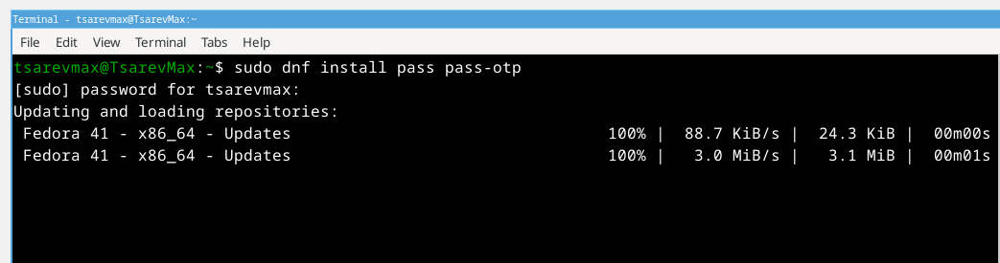 Terminal - tsarevmax@TsarevMax:~
File Edit View Terminal Tabs Help
tsarevmax@TsarevMax:~$ sudo dnf install pass pass-otp
[sudo] password for tsarevmax:
Updating and loading repositories:
Fedora 41 - x86_64 - Updates 100% | 88.7 KiB/s | 24.3 KiB | 00m00s
Fedora 41 - x86_64 - Updates 100% | 3.0 MiB/s | 3.1 MiB | 00m01s